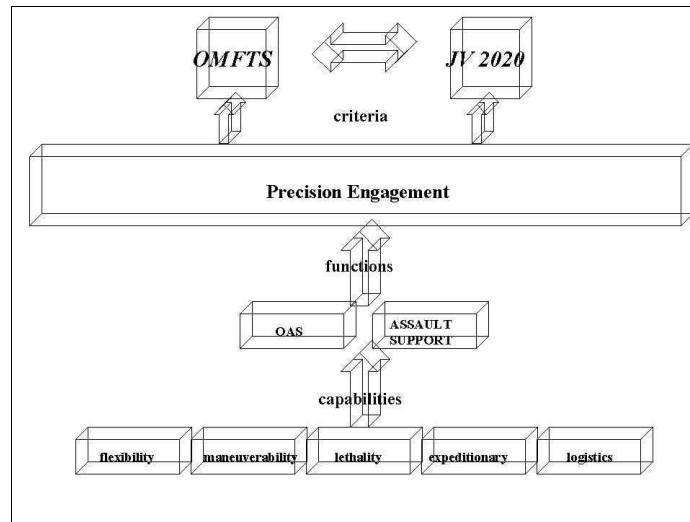 OMFTS
JV 2020
criteria
Precision Engagement
functions
OAS
ASSAULT
SUPPORT
capabilities
flexibility
maneuverability
lethality
expeditionary
logistics